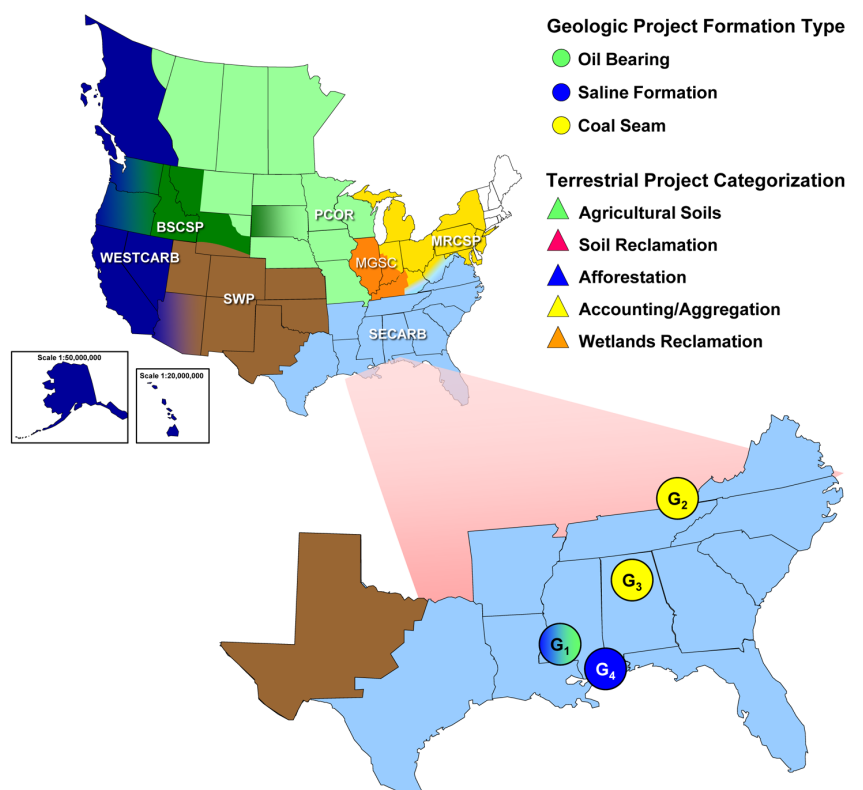 Geologic Project Formation Type
Oil Bearing
Saline Formation
Coal Seam
Terrestrial Project Categorization
Agricultural Soils
Soil Reclamation
Afforestation
Accounting/Aggregation
Wetlands Reclamation
PCOR
BSCSP
MRCSP
WESTCARB
MGSC
SWP
SECARB
Scale 1:50,000,000
Scale 1:20,000,000
G2
G3
G1
G4